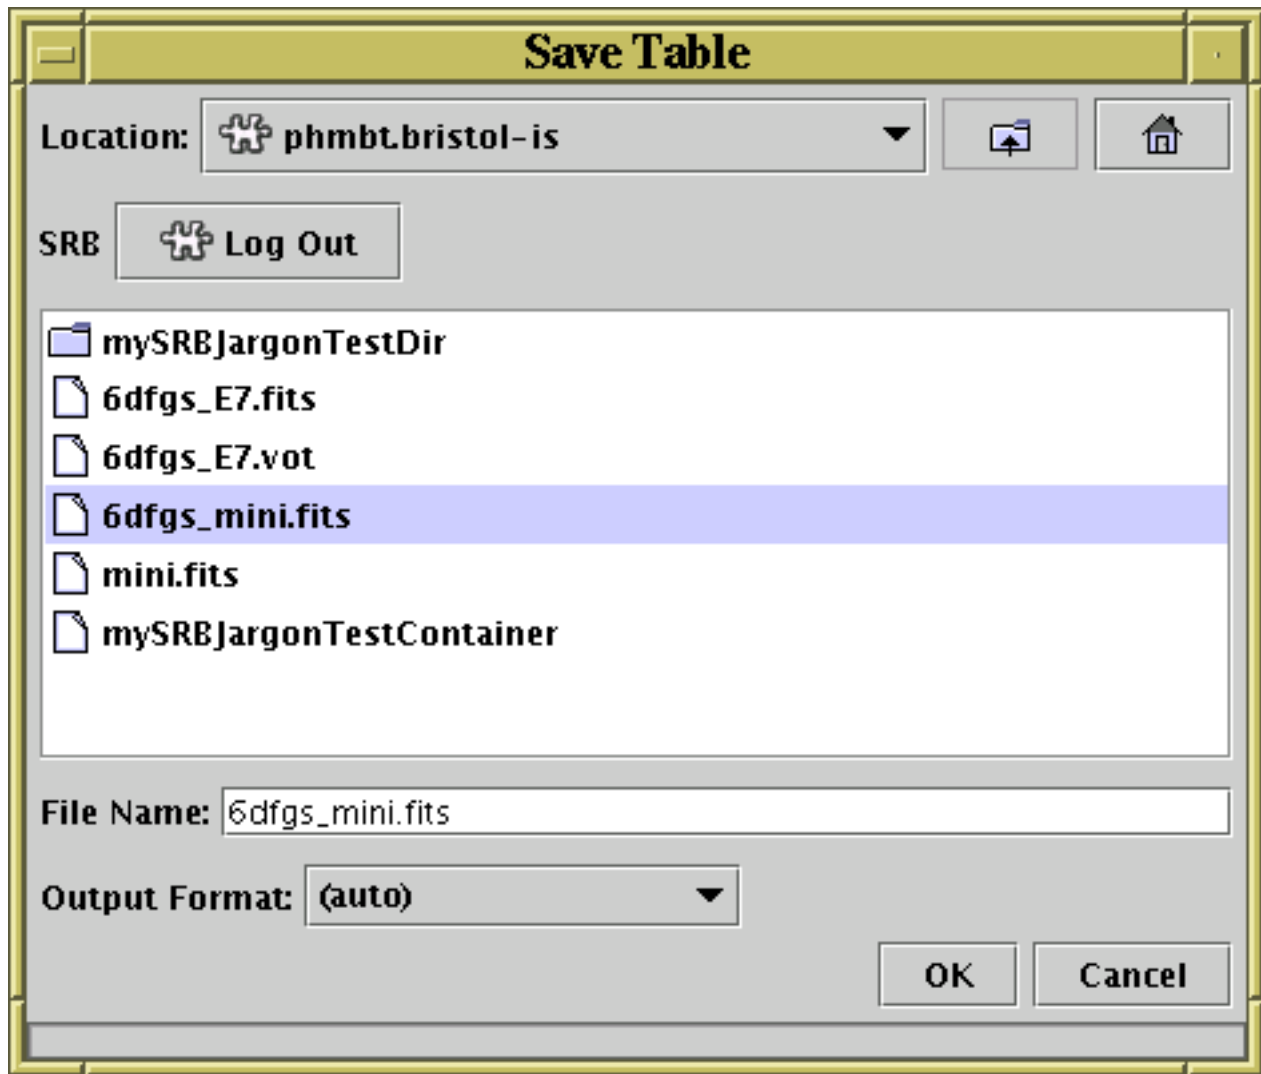 Save Table
Location: phmbt.bristol-is
SRB Log Out
mySRBJargonTestDir
6dfgs_E7.fits
6dfgs_E7.vot
6dfgs_mini.fits
mini.fits
mySRBJargonTestContainer
File Name: 6dfgs_mini.fits
Output Format: (auto)
OK Cancel